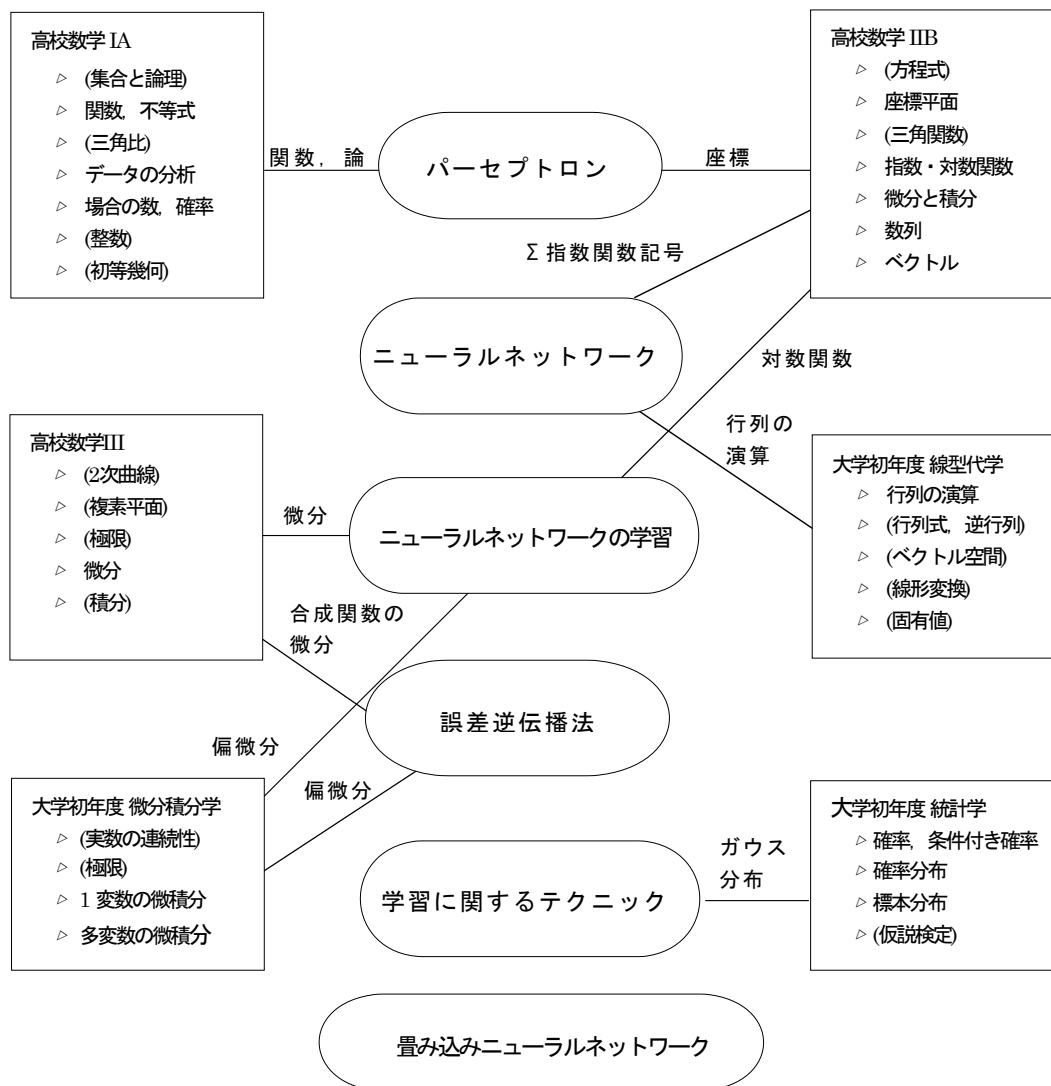 高校数学 IA
▷ (集合と論理)
▷ 関数，不等式
▷ (三角比)
▷ データの分析
▷ 場合の数，確率
▷ (整数)
▷ (初等幾何)
関数，論
パーセプトロン
座標
高校数学 IIB
▷ (方程式)
▷ 座標平面
▷ (三角関数)
▷ 指数・対数関数
▷ 微分と積分
▷ 数列
▷ ベクトル
Σ指数関数記号
ニューラルネットワーク
対数関数
行列の
演算
高校数学III
▷ (2次曲線)
▷ (複素平面)
▷ (極限)
▷ 微分
▷ (積分)
微分
ニューラルネットワークの学習
大学初年度 線型代学
▷ 行列の演算
▷ (行列式，逆行列)
▷ (ベクトル空間)
▷ (線形変換)
▷ (固有値)
合成関数の
微分
誤差逆伝播法
偏微分
偏微分
大学初年度 微分積分学
▷ (実数の連続性)
▷ (極限)
▷ 1 変数の微積分
▷ 多変数の微積分
学習に関するテクニック
ガウス
分布
大学初年度 統計学
▷ 確率，条件付き確率
▷ 確率分布
▷ 標本分布
▷ (仮説検定)
畳み込みニューラルネットワーク